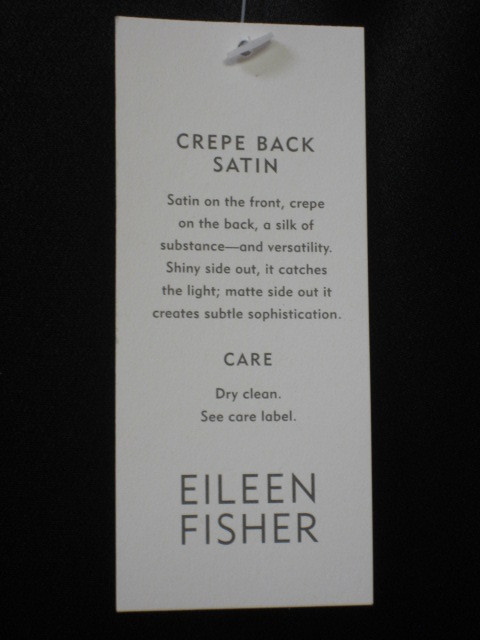 CREPE BACK
SATIN
Satin on the front, crepe
on the back, a silk of
substance—and versatility.
Shiny side out, it catches
the light; matte side out it
creates subtle sophistication.
CARE
Dry clean.
See care label.
EILEEN
FISHER